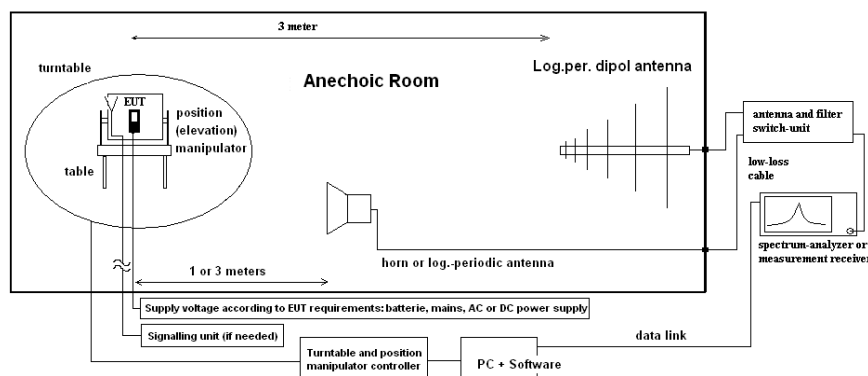 3 meter
turntable
Anechoic Room
Log.per. dipol antenna
EUT
position
(elevation)
manipulator
table
antenna and filter
switch-unit
low-loss
cable
spectrum-analyzer or
measurement receiver
horn or log.-periodic antenna
1 or 3 meters
Supply voltage according to EUT requirements: batterie, mains, AC or DC power supply
Signalling unit (if needed)
data link
Turntable and position
manipulator controller
PC + Software